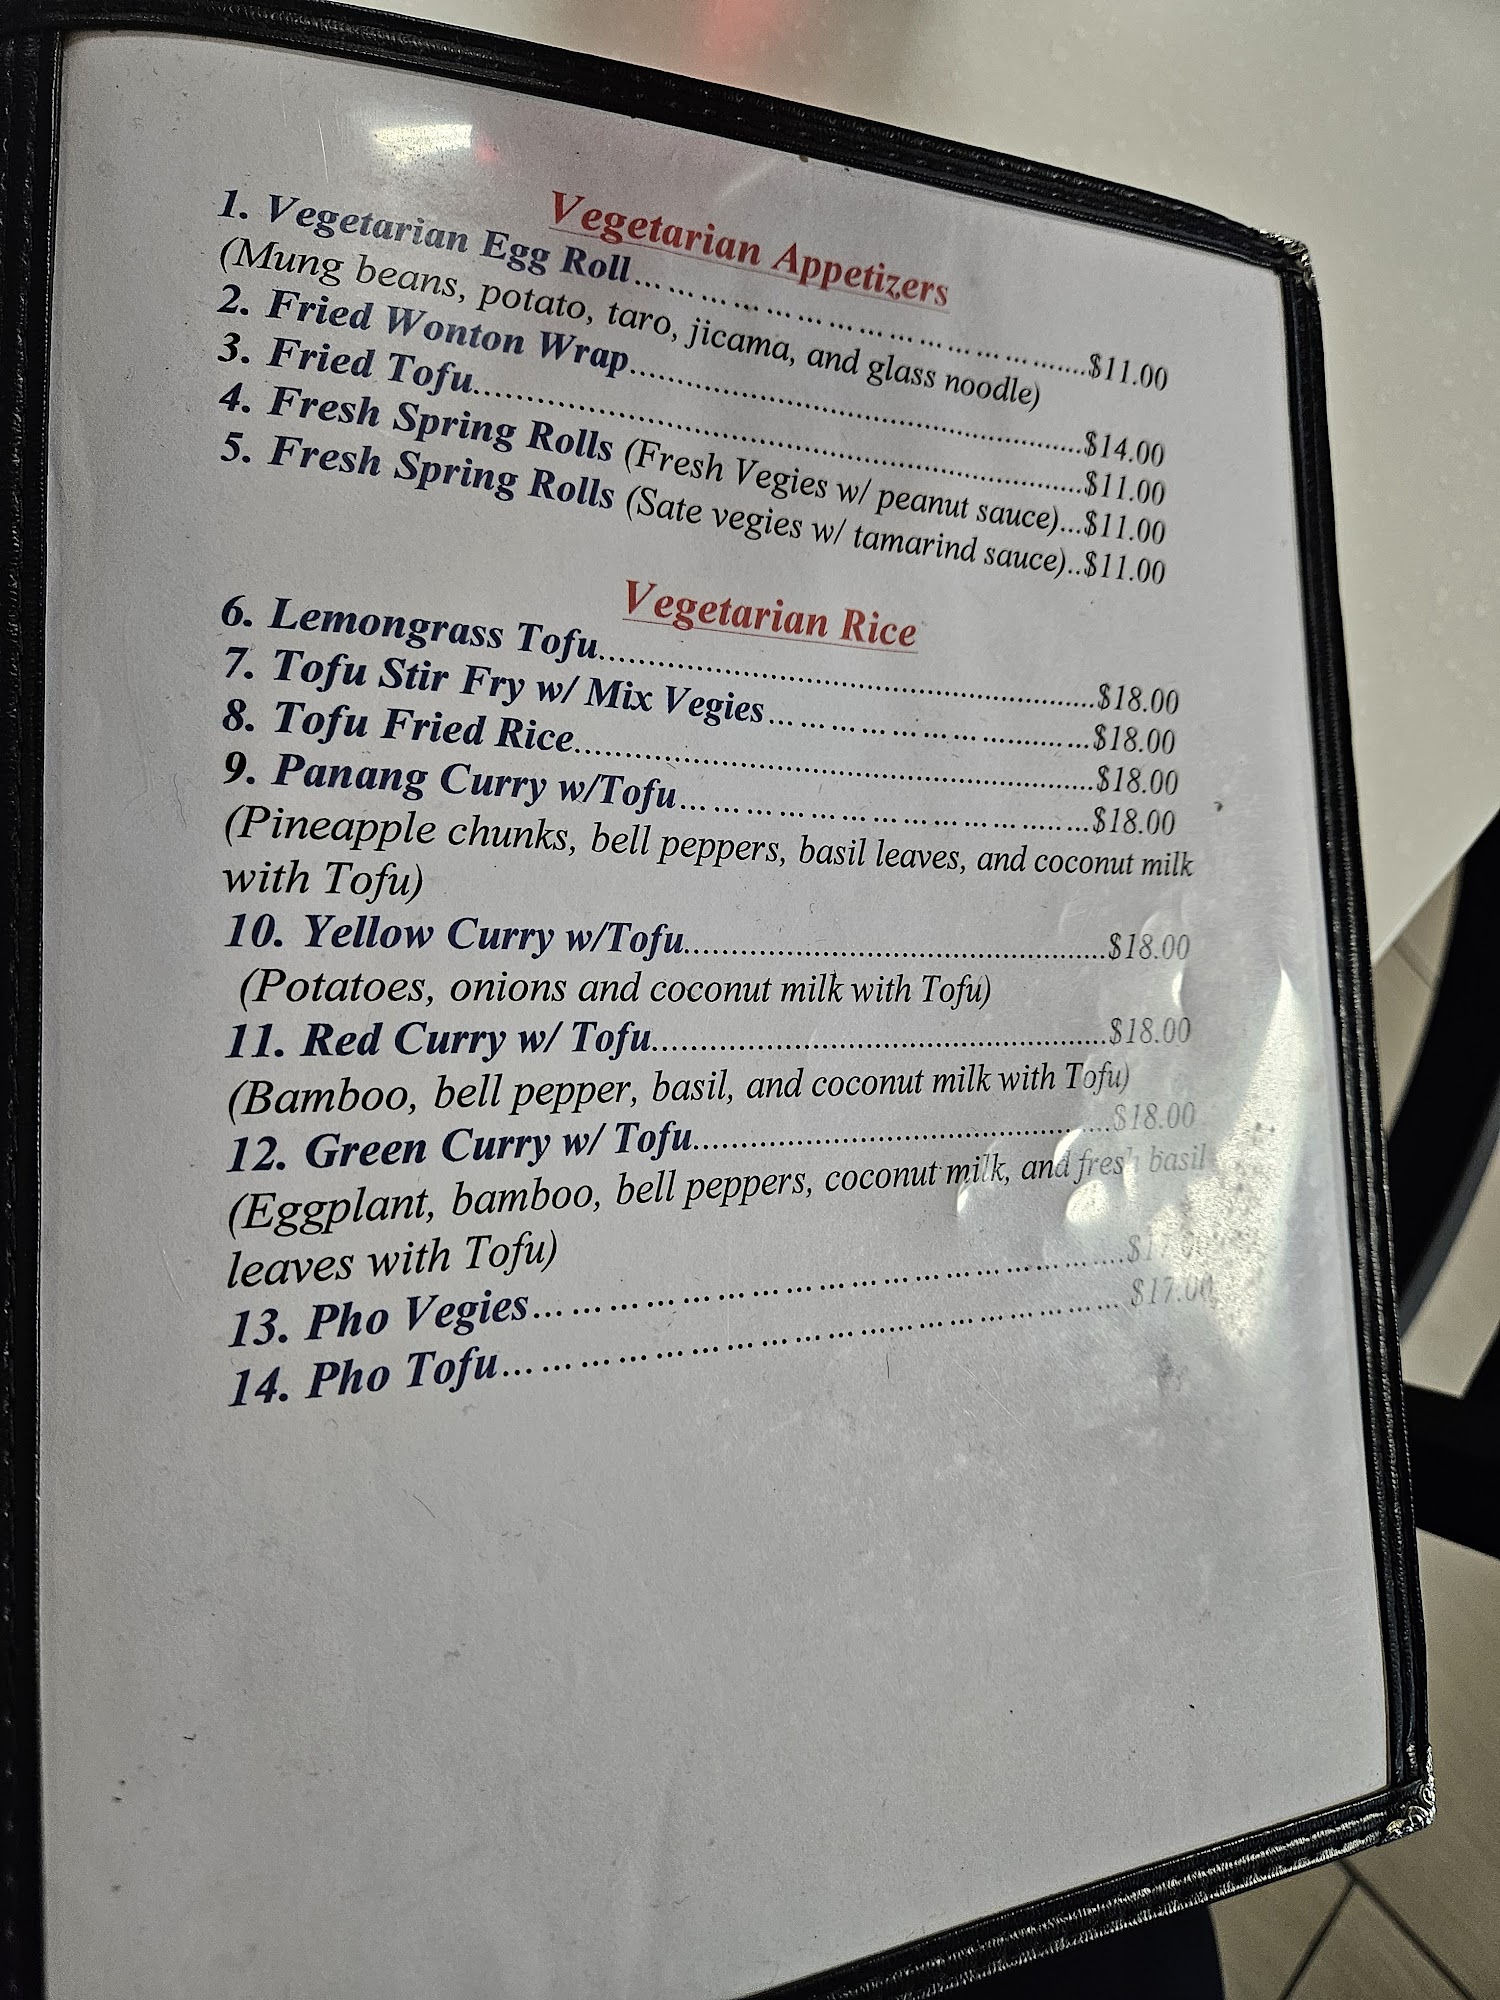 Vegetarian Appetizers
1. Vegetarian Egg Roll..............................$11.00
(Mung beans, potato, taro, jicama, and glass noodle)
2. Fried Wonton Wrap..............................$14.00
3. Fried Tofu..............................$11.00
4. Fresh Spring Rolls (Fresh Vegies w/ peanut sauce)...$11.00
5. Fresh Spring Rolls (Sate vegies w/ tamarind sauce)..$11.00
Vegetarian Rice
6. Lemongrass Tofu..............................$18.00
7. Tofu Stir Fry w/ Mix Vegies..............................$18.00
8. Tofu Fried Rice..............................$18.00
9. Panang Curry w/Tofu..............................$18.00
(Pineapple chunks, bell peppers, basil leaves, and coconut milk
with Tofu)
10. Yellow Curry w/Tofu..............................$18.00
(Potatoes, onions and coconut milk with Tofu)
11. Red Curry w/ Tofu..............................$18.00
(Bamboo, bell pepper, basil, and coconut milk with Tofu)
12. Green Curry w/ Tofu..............................$18.00
(Eggplant, bamboo, bell peppers, coconut milk, and fresh basil
leaves with Tofu)
13. Pho Vegies..............................$17.00
14. Pho Tofu..............................$17.00